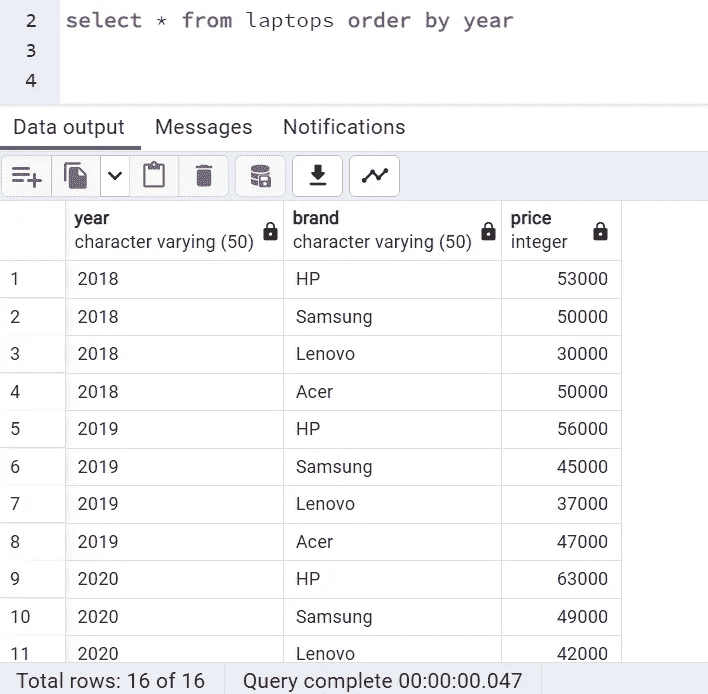 2 select * from laptops order by year
3
4
Data output Messages Notifications
year brand price
character varying (50) character varying (50) integer
1 2018 HP 53000
2 2018 Samsung 50000
3 2018 Lenovo 30000
4 2018 Acer 50000
5 2019 HP 56000
6 2019 Samsung 45000
7 2019 Lenovo 37000
8 2019 Acer 47000
9 2020 HP 63000
10 2020 Samsung 49000
11 2020 Lenovo 42000
Total rows: 16 of 16 Query complete 00:00:00.047